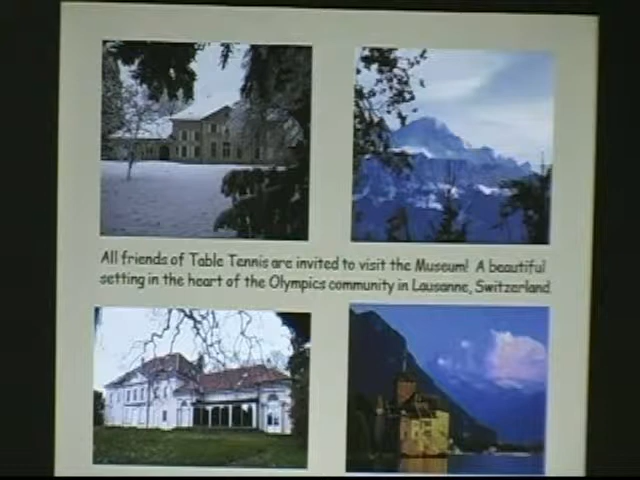 All friends of Table Tennis are invited to visit the Museum! A beautiful
setting in the heart of the Olympics community in Lausanne, Switzerland